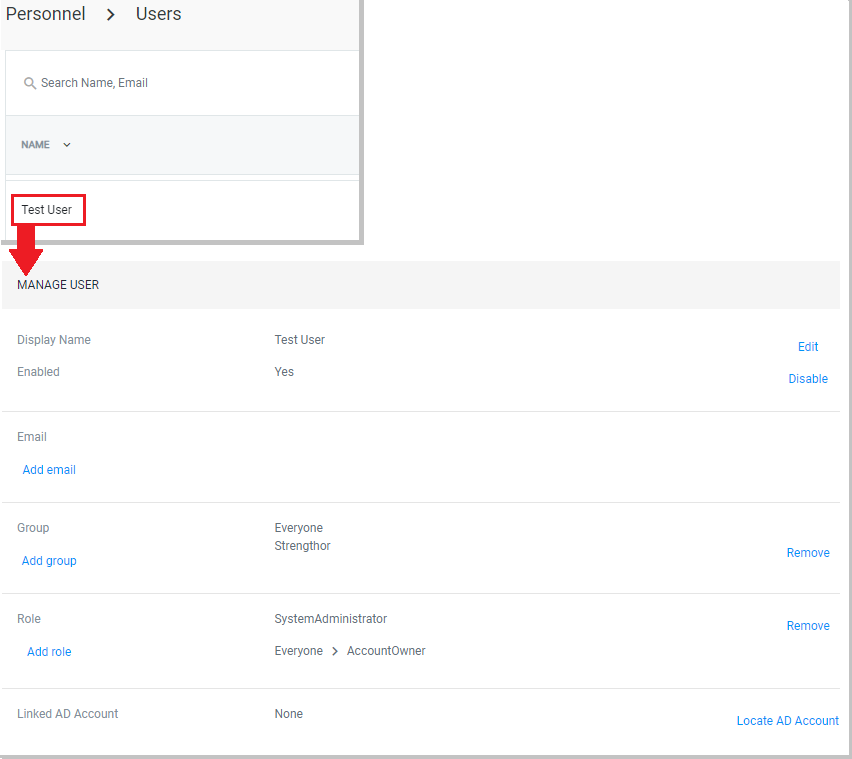 Personnel > Users
Search Name, Email
NAME
Test User
MANAGE USER
Display Name Test User Edit
Enabled Yes Disable
Email
Add email
Group Everyone
Strengthor
Add group Remove
Role SystemAdministrator Remove
Add role Everyone > AccountOwner
Linked AD Account None Locate AD Account